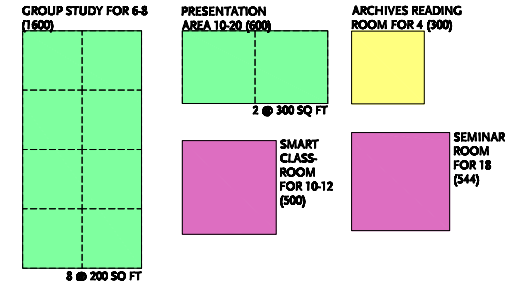 GROUP STUDY FOR 6-8
(1600)
8 @ 200 SQ FT
PRESENTATION
AREA 10-20 (600)
2 @ 300 SQ FT
ARCHIVES READING
ROOM FOR 4 (300)
SMART
CLASS-
ROOM
FOR 10-12
(500)
SEMINAR
ROOM
FOR 18
(544)